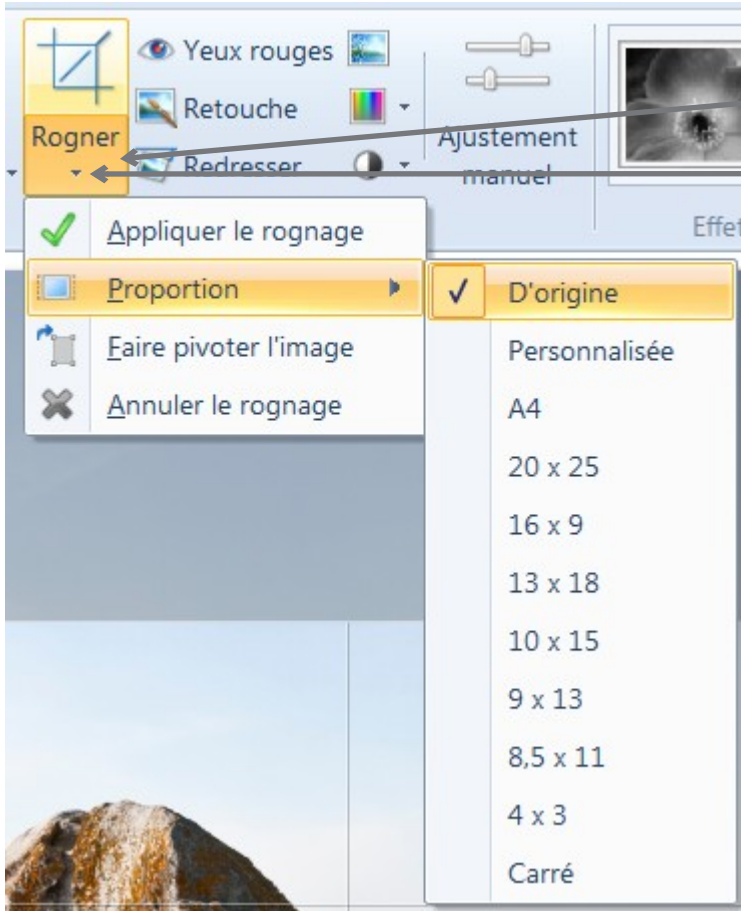 Yeux rouges
Retouche
Rogner
Redresser
Ajustement
manuel
Effet
Appliquer le rognage
Proportion
Faire pivoter l'image
Annuler le rognage
D'origine
Personnalisée
A4
20 x 25
16 x 9
13 x 18
10 x 15
9 x 13
8,5 x 11
4 x 3
Carré